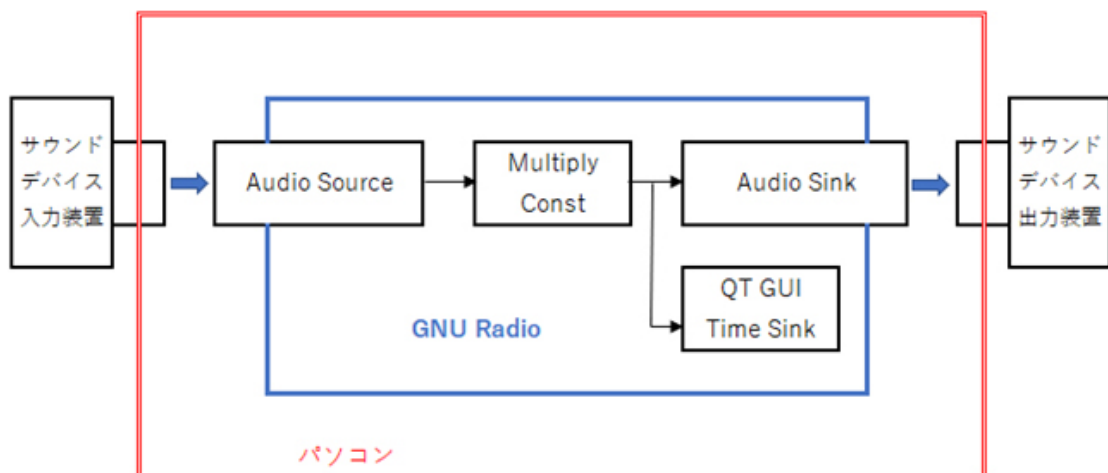 サウンド
デバイス
入力装置
Audio Source
Multiply
Const
Audio Sink
サウンド
デバイス
出力装置
QT GUI
Time Sink
GNU Radio
パソコン